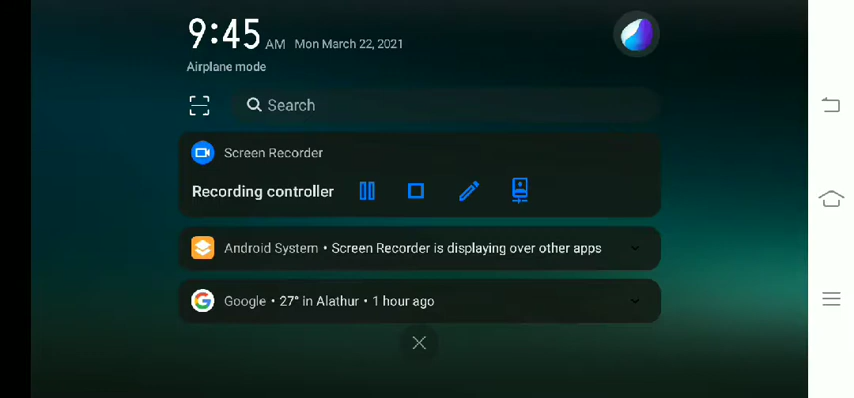 9:45 AM Mon March 22, 2021
Airplane mode
Search
Screen Recorder
Recording controller
Android System • Screen Recorder is displaying over other apps
Google • 27° in Alathur • 1 hour ago